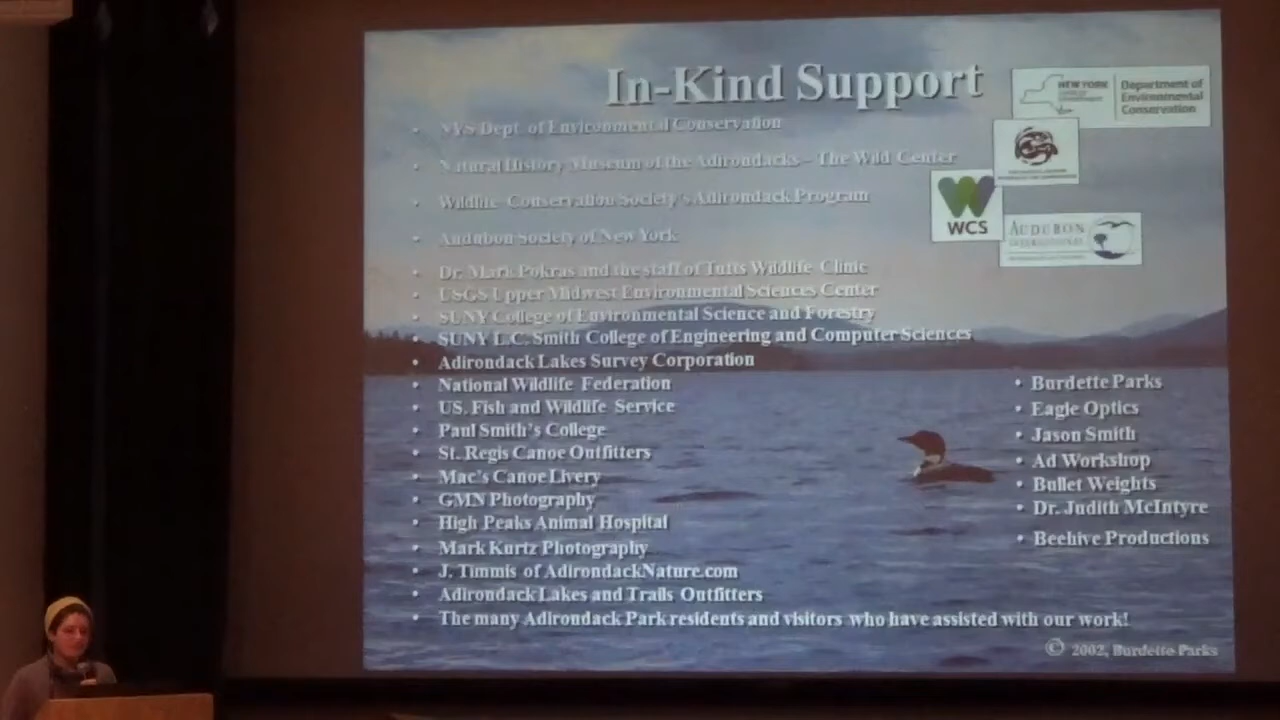 In-Kind Support
NEW YORK
Department of
Environmental
Conservation
WCS
AUDUBON
INTERNATIONAL
• NYS Dept. of Environmental Conservation
• Natural History Museum of the Adirondacks – The Wild Center
• Wildlife Conservation Society's Adirondack Program
• Audubon Society of New York
• Dr. Mark Pokras and the staff of Tufts Wildlife Clinic
• USGS Upper Midwest Environmental Sciences Center
• SUNY College of Environmental Science and Forestry
• SUNY L.C. Smith College of Engineering and Computer Sciences
• Adirondack Lakes Survey Corporation
• National Wildlife Federation
• US. Fish and Wildlife Service
• Paul Smith's College
• St. Regis Canoe Outfitters
• Mac's Canoe Livery
• GMN Photography
• High Peaks Animal Hospital
• Mark Kurtz Photography
• J. Timmis of AdirondackNature.com
• Adirondack Lakes and Trails Outfitters
• The many Adirondack Park residents and visitors who have assisted with our work!
• Burdette Parks
• Eagle Optics
• Jason Smith
• Ad Workshop
• Bullet Weights
• Dr. Judith McIntyre
• Beehive Productions
© 2002, Burdette Parks